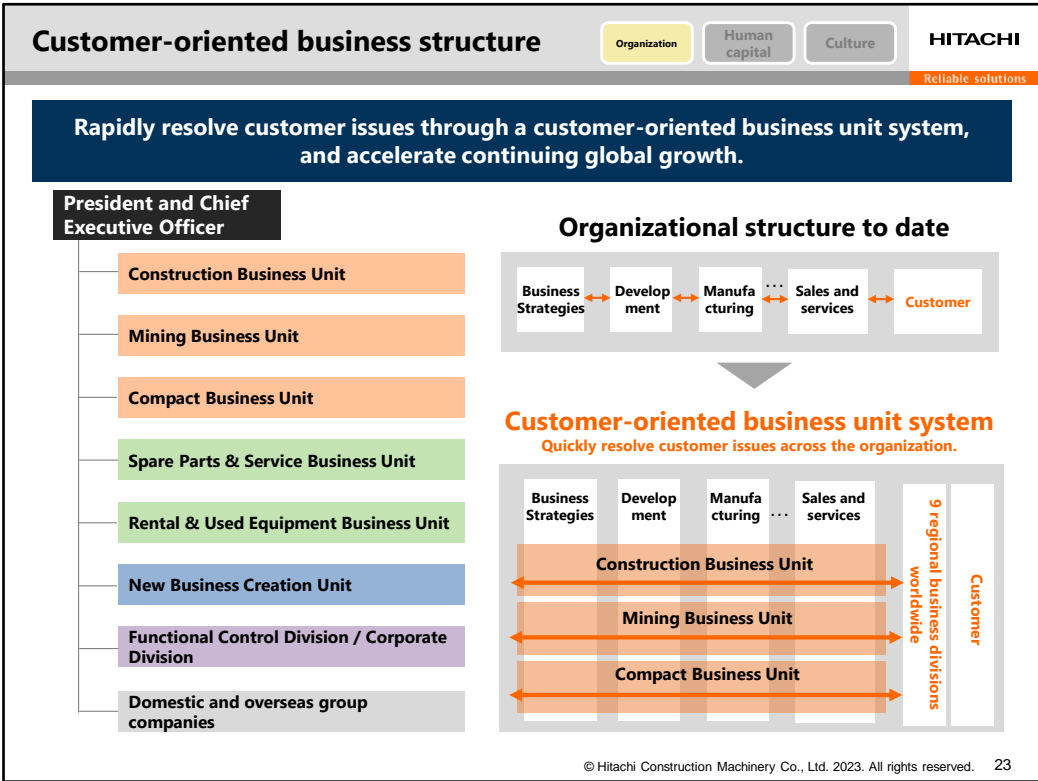 Customer-oriented business structure
Organization
Human
capital
Culture
HITACHI
Reliable solutions
Rapidly resolve customer issues through a customer-oriented business unit system,
and accelerate continuing global growth.
President and Chief
Executive Officer
Construction Business Unit
Mining Business Unit
Compact Business Unit
Spare Parts & Service Business Unit
Rental & Used Equipment Business Unit
New Business Creation Unit
Functional Control Division / Corporate
Division
Domestic and overseas group
companies
Organizational structure to date
Business
Strategies
Develop
ment
Manufa
cturing
...
Sales and
services
Customer
Customer-oriented business unit system
Quickly resolve customer issues across the organization.
Business
Strategies
Develop
ment
Manufa
cturing
...
Sales and
services
Construction Business Unit
Mining Business Unit
Compact Business Unit
9 regional business divisions
worldwide
Customer
© Hitachi Construction Machinery Co., Ltd. 2023. All rights reserved. 23